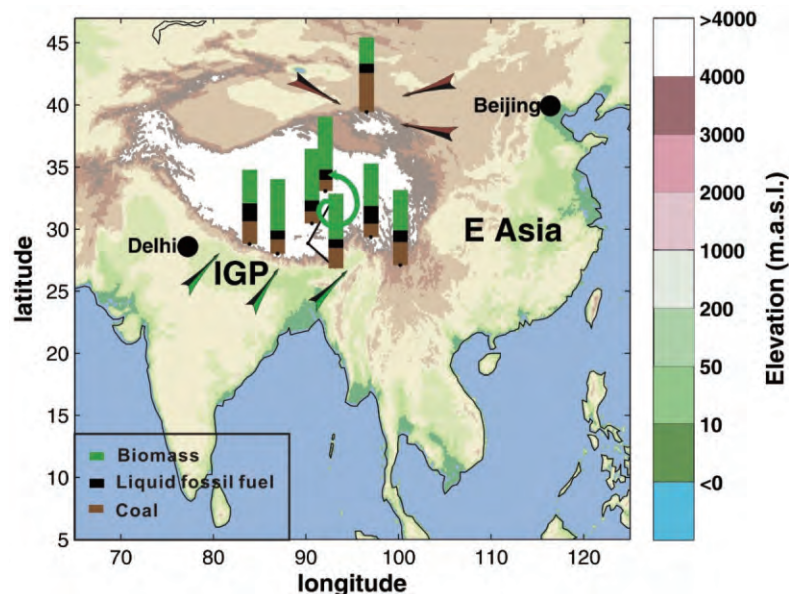 45
40
35
30
25
20
15
10
5
latitude
70 80 90 100 110 120
longitude
Beijing
Delhi
IGP
E Asia
Biomass
Liquid fossil fuel
Coal
>4000
4000
3000
2000
1000
200
50
10
<0
Elevation (m.a.s.l.)